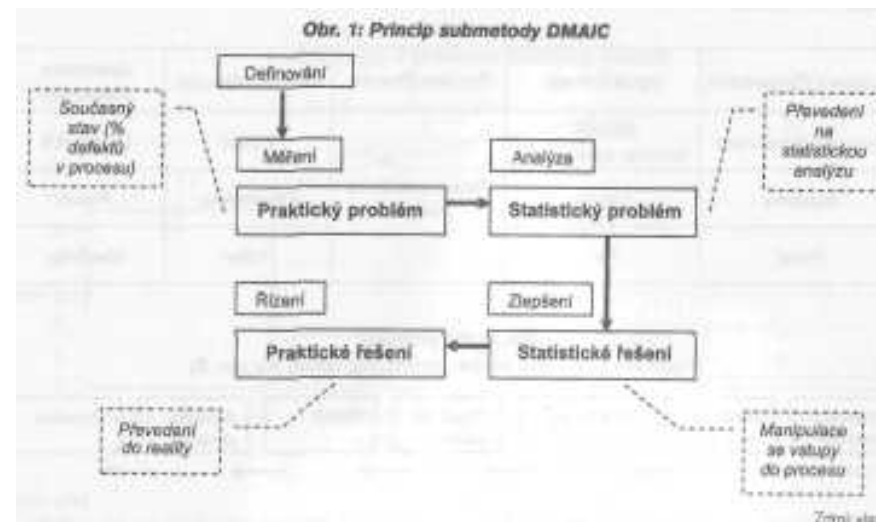 Obr. 1: Princip submetody DMAIC
Definování
Současný
stav (%
defektů
v procesu)
Převedení
na
statistickou
analýzu
Měření
Analýza
Praktický problém
Statistický problém
Řízení
Zlepšení
Praktické řešení
Statistické řešení
Převedení
do reality
Manipulace
se vstupy
do procesu
Zdroj: